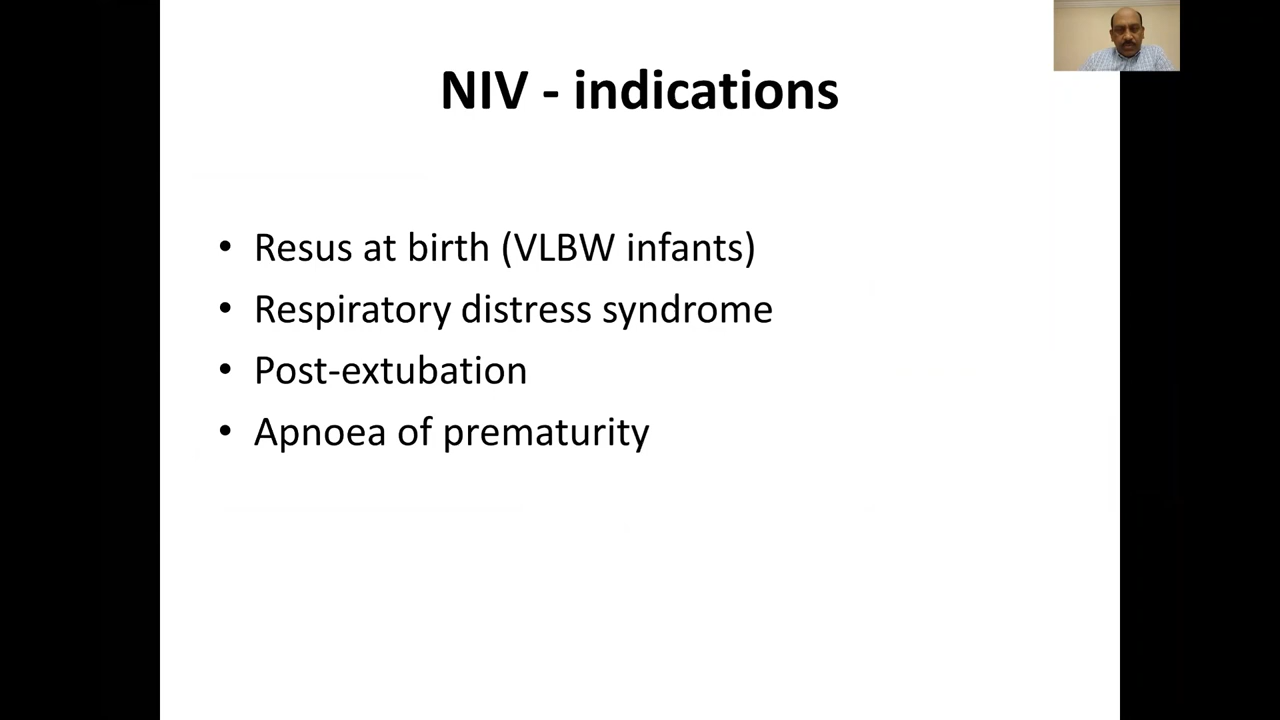 NIV - indications
• Resus at birth (VLBW infants)
• Respiratory distress syndrome
• Post-extubation
• Apnoea of prematurity